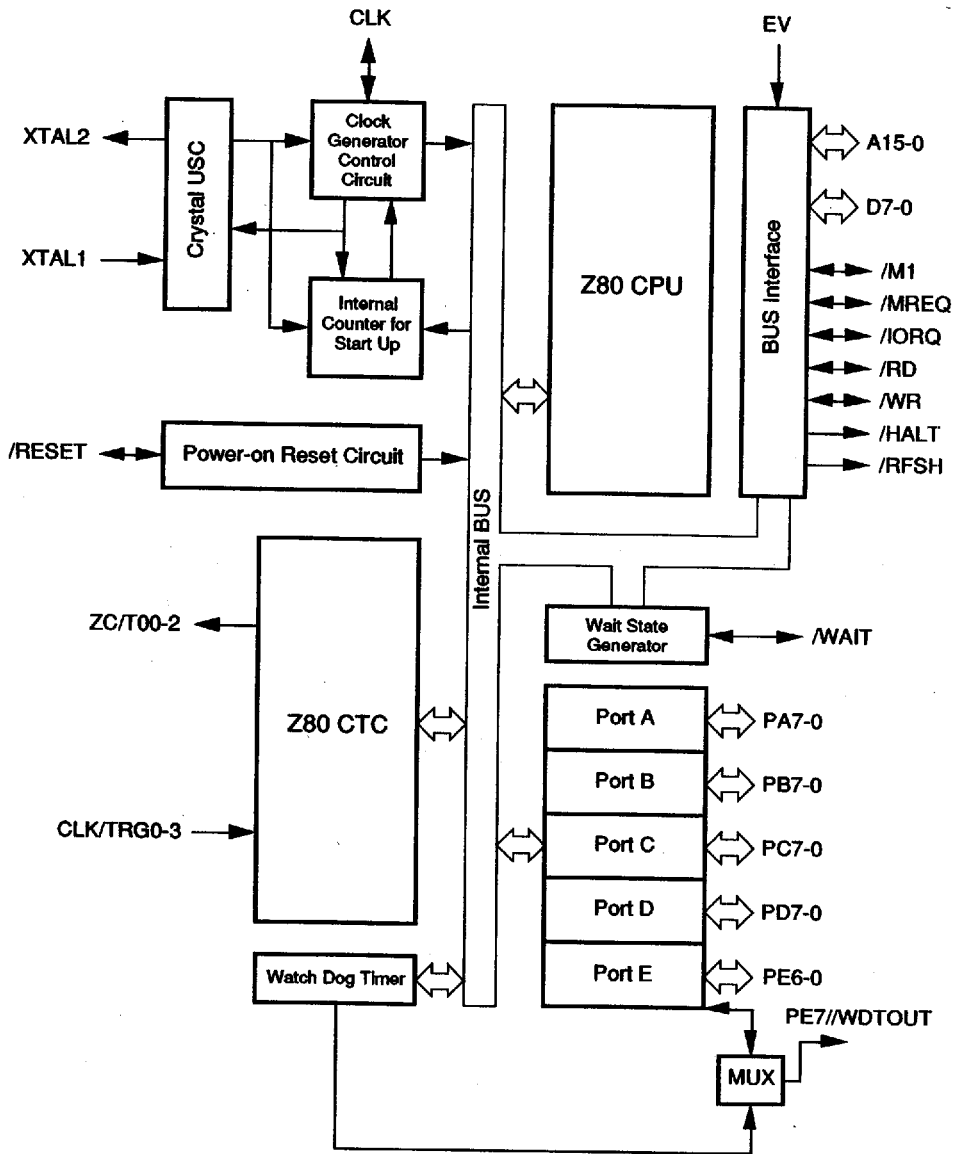 CLK
EV
XTAL2
XTAL1
Crystal USC
Clock
Generator
Control
Circuit
Internal
Counter for
Start Up
Z80 CPU
BUS Interface
A15-0
D7-0
/M1
/MREQ
/IORQ
/RD
/WR
/HALT
/RFSH
/RESET
Power-on Reset Circuit
Internal BUS
ZC/T00-2
Z80 CTC
CLK/TRG0-3
Wait State
Generator
/WAIT
Port A
PA7-0
Port B
PB7-0
Port C
PC7-0
Port D
PD7-0
Port E
PE6-0
Watch Dog Timer
PE7//WDTOUT
MUX